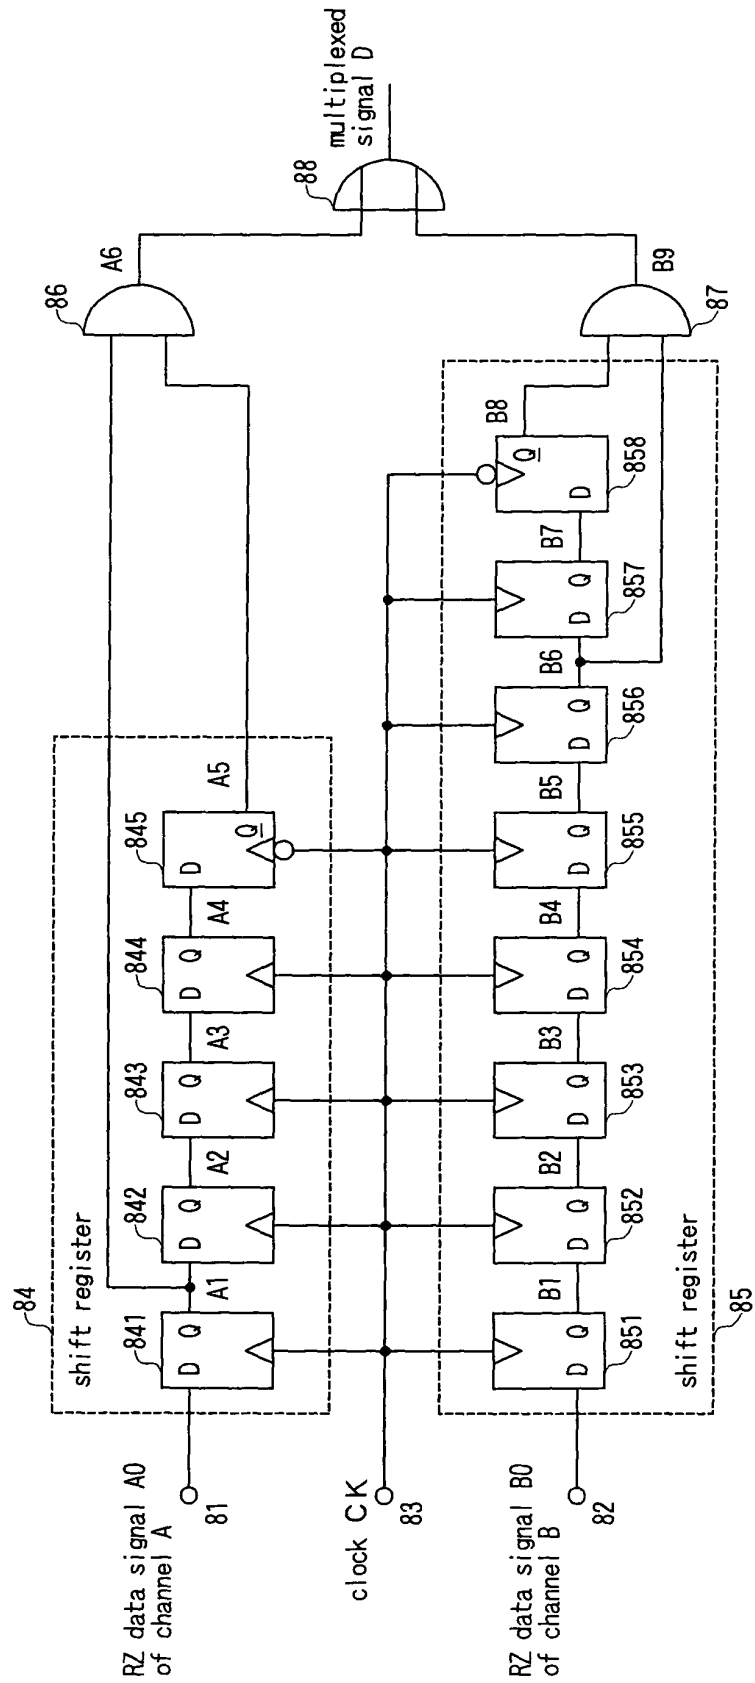 RZ data signal A0
of channel A
81
84
shift register
841
D Q
A1
842
D Q
A2
843
D Q
A3
844
D Q
A4
845
D Q
A5
86
A6
clock CK
83
88
multiplexed
signal D
RZ data signal B0
of channel B
82
851
D Q
B1
852
D Q
B2
853
D Q
B3
854
D Q
B4
855
D Q
B5
856
D Q
B6
857
D Q
B7
858
D Q
B8
87
B9
shift register
85